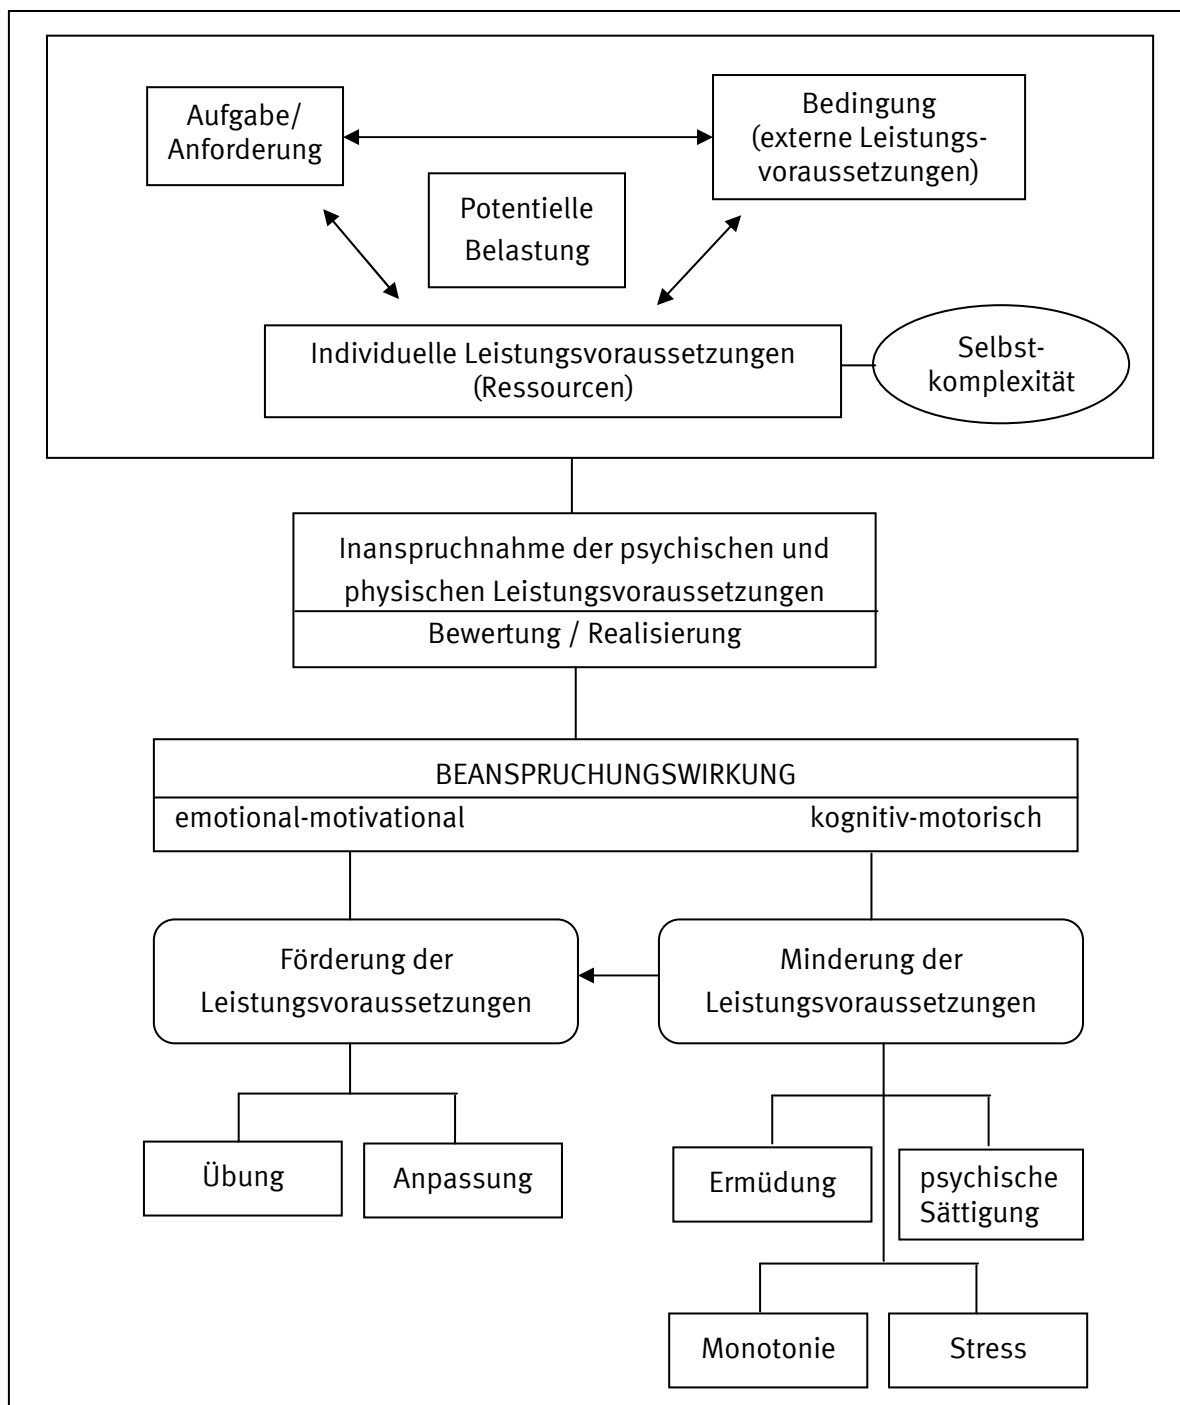 Aufgabe/
Anforderung
Bedingung
(externe Leistungs-
voraussetzungen)
Potentielle
Belastung
Individuelle Leistungsvoraussetzungen
(Ressourcen)
Selbst-
komplexität
Inanspruchnahme der psychischen und
physischen Leistungsvoraussetzungen
Bewertung / Realisierung
BEANSPRUCHUNGSWIRKUNG
emotional-motivational
kognitiv-motorisch
Förderung der
Leistungsvoraussetzungen
Minderung der
Leistungsvoraussetzungen
Übung
Anpassung
Ermüdung
psychische
Sättigung
Monotonie
Stress